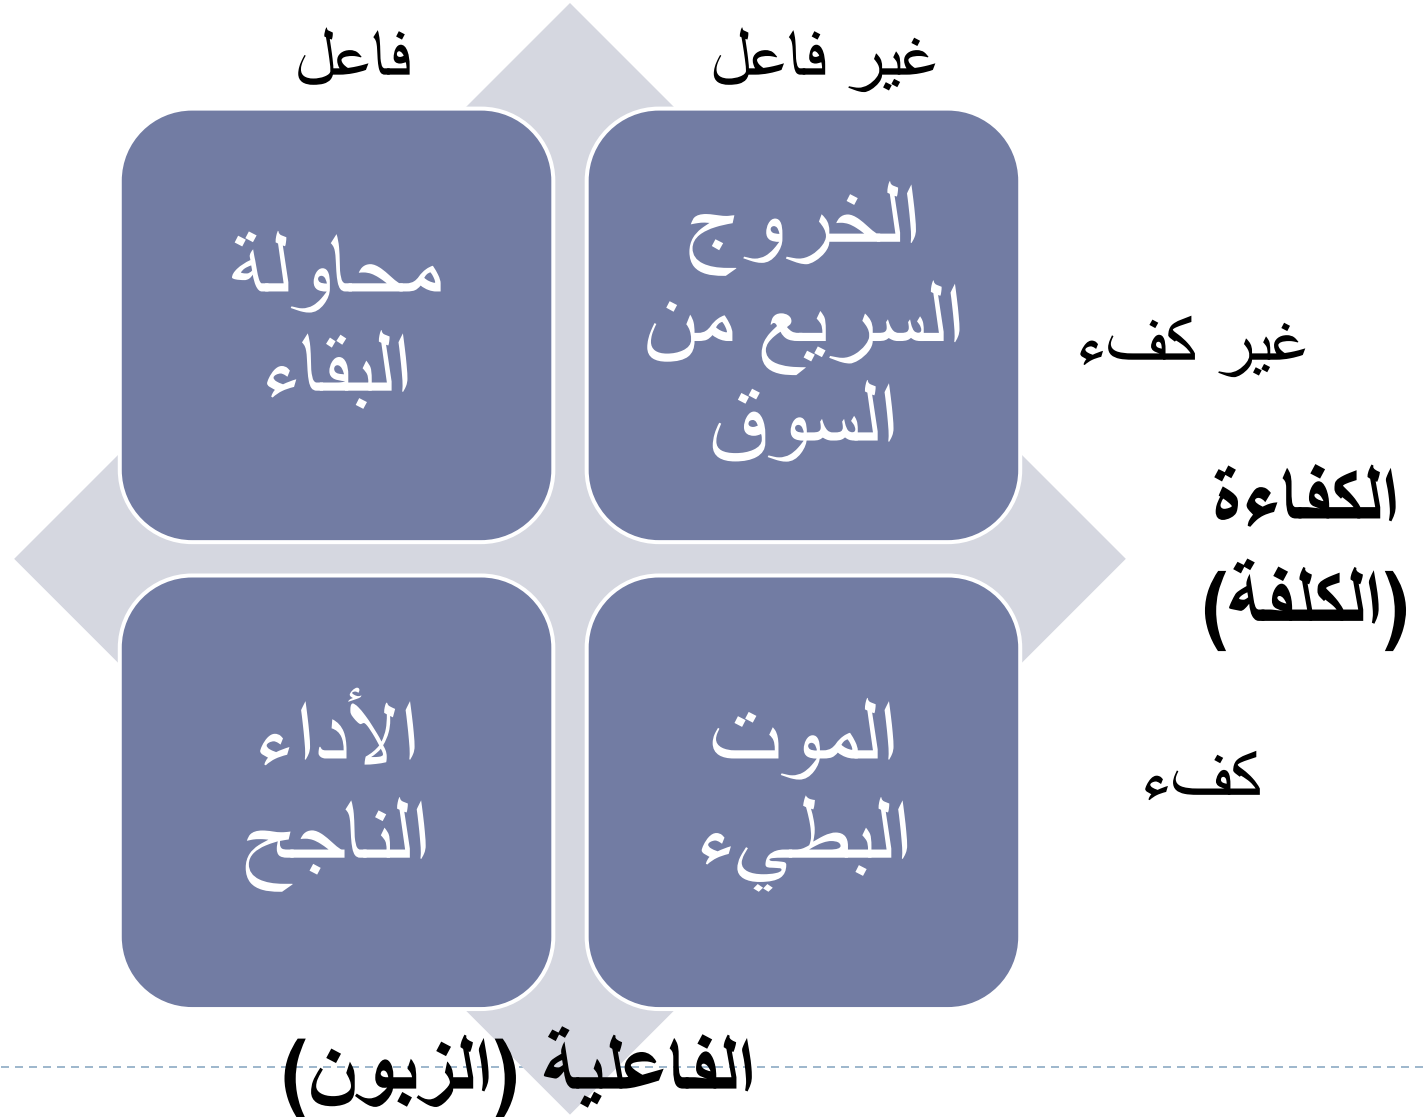 غير فاعل
فاعل
الخروج
السريع من
السوق
محاولة
البقاء
غير كفء
الكفاءة
(الكلفة)
الموت
البطيء
الأداء
الناجح
كفء
الفاعلية (الزبون)